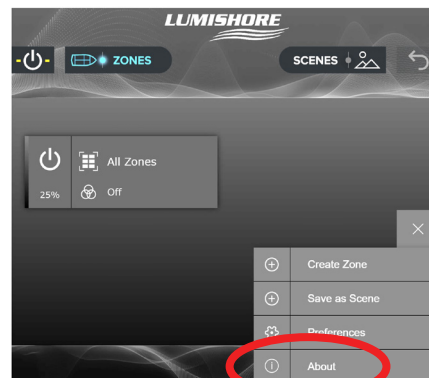 LUMISHORE
ZONES
SCENES
All Zones
25%
Off
Create Zone
Save as Scene
Preferences
About